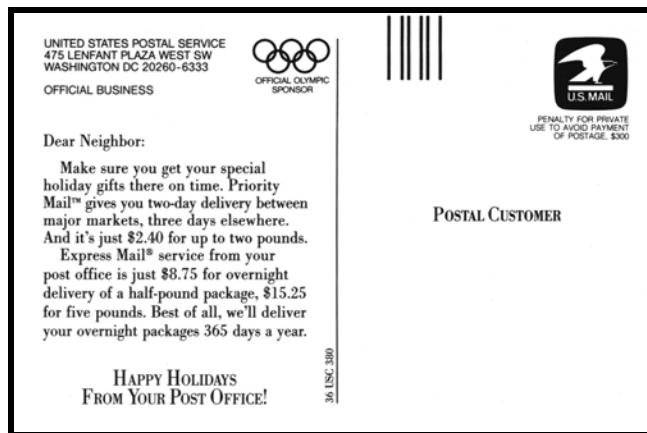 UNITED STATES POSTAL SERVICE
475 LENFANT PLAZA WEST SW
WASHINGTON DC 20260-6333
OFFICIAL BUSINESS
OFFICIAL OLYMPIC
SPONSOR
Dear Neighbor:
Make sure you get your special
holiday gifts there on time. Priority
Mail™ gives you two-day delivery between
major markets, three days elsewhere.
And it's just $2.40 for up to two pounds.
Express Mail® service from your
post office is just $8.75 for overnight
delivery of a half-pound package, $15.25
for five pounds. Best of all, we'll deliver
your overnight packages 365 days a year.
HAPPY HOLIDAYS
FROM YOUR POST OFFICE!
36 USC 380
U.S. MAIL
PENALTY FOR PRIVATE
USE TO AVOID PAYMENT
OF POSTAGE, $300
POSTAL CUSTOMER